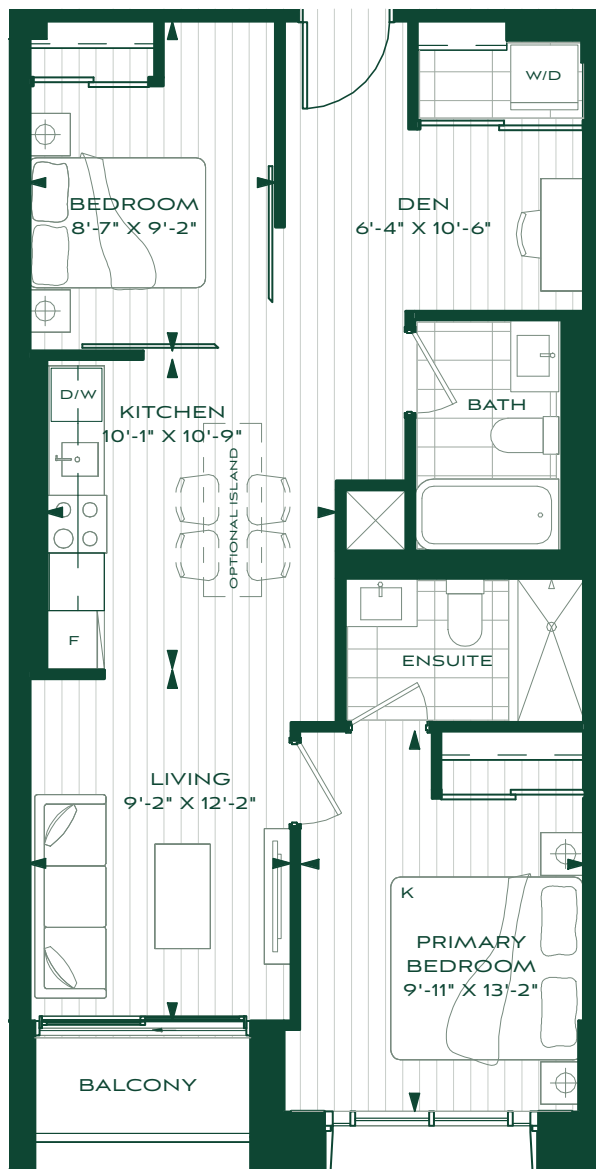 W/D
BEDROOM
8'-7" X 9'-2"
DEN
6'-4" X 10'-6"
D/W
KITCHEN
10'-1" X 10'-9"
BATH
OPTIONAL ISLAND
F
ENSUITE
LIVING
9'-2" X 12'-2"
K
PRIMARY
BEDROOM
9'-11" X 13'-2"
BALCONY